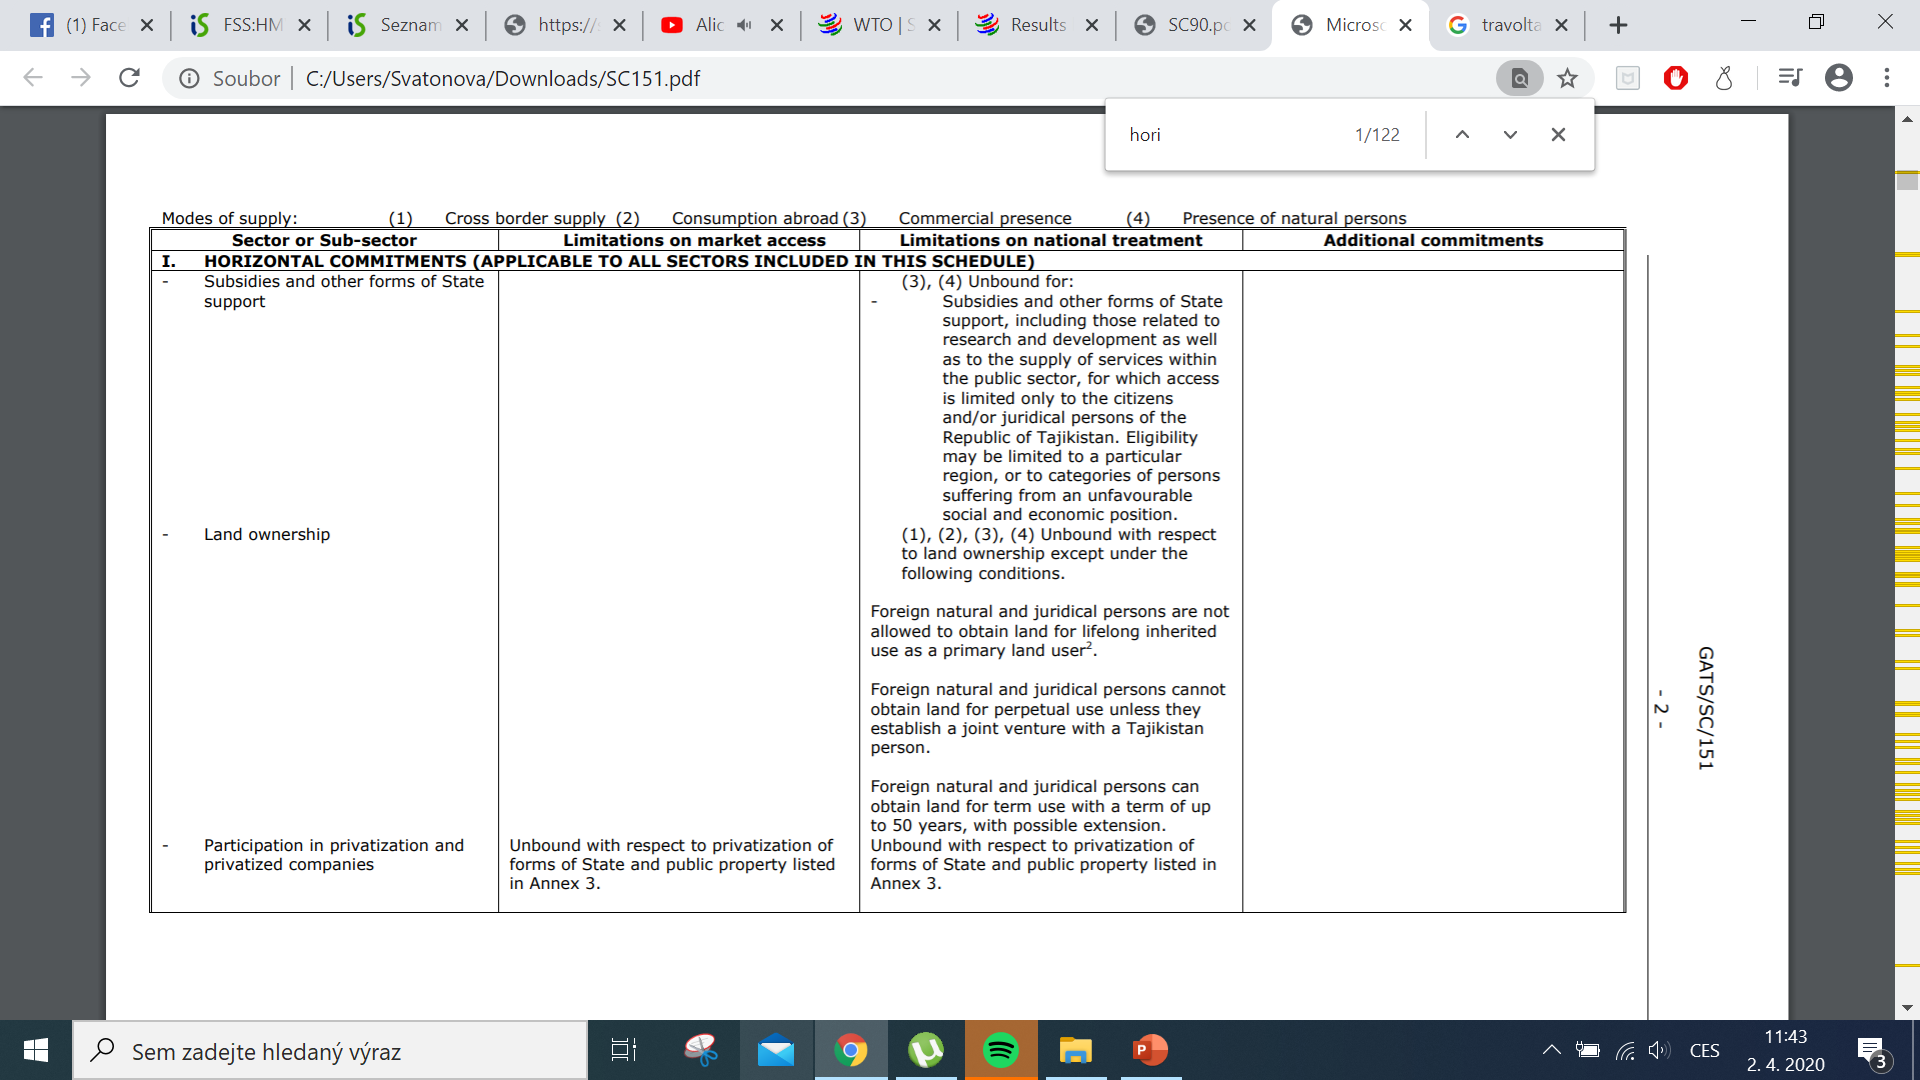 (1) Face
FSS:HM
Seznam
https://
Alic
WTO | S
Results
SC90.pd
Microso
travolta
Soubor C:/Users/Svatonova/Downloads/SC151.pdf
hori 1/122
Modes of supply: (1) Cross border supply (2) Consumption abroad (3) Commercial presence (4) Presence of natural persons
Sector or Sub-sector Limitations on market access Limitations on national treatment Additional commitments
I. HORIZONTAL COMMITMENTS (APPLICABLE TO ALL SECTORS INCLUDED IN THIS SCHEDULE)
- Subsidies and other forms of State
support
(3), (4) Unbound for:
- Subsidies and other forms of State
support, including those related to
research and development as well
as to the supply of services within
the public sector, for which access
is limited only to the citizens
and/or juridical persons of the
Republic of Tajikistan. Eligibility
may be limited to a particular
region, or to categories of persons
suffering from an unfavourable
social and economic position.
- Land ownership
(1), (2), (3), (4) Unbound with respect
to land ownership except under the
following conditions.
Foreign natural and juridical persons are not
allowed to obtain land for lifelong inherited
use as a primary land user².
Foreign natural and juridical persons cannot
obtain land for perpetual use unless they
establish a joint venture with a Tajikistan
person.
Foreign natural and juridical persons can
obtain land for term use with a term of up
to 50 years, with possible extension.
- Participation in privatization and
privatized companies
Unbound with respect to privatization of
forms of State and public property listed
in Annex 3.
Unbound with respect to privatization of
forms of State and public property listed in
Annex 3.
GATS/SC/151
- 2 -
Sem zadejte hledaný výraz
CES
11:43
2. 4. 2020
3